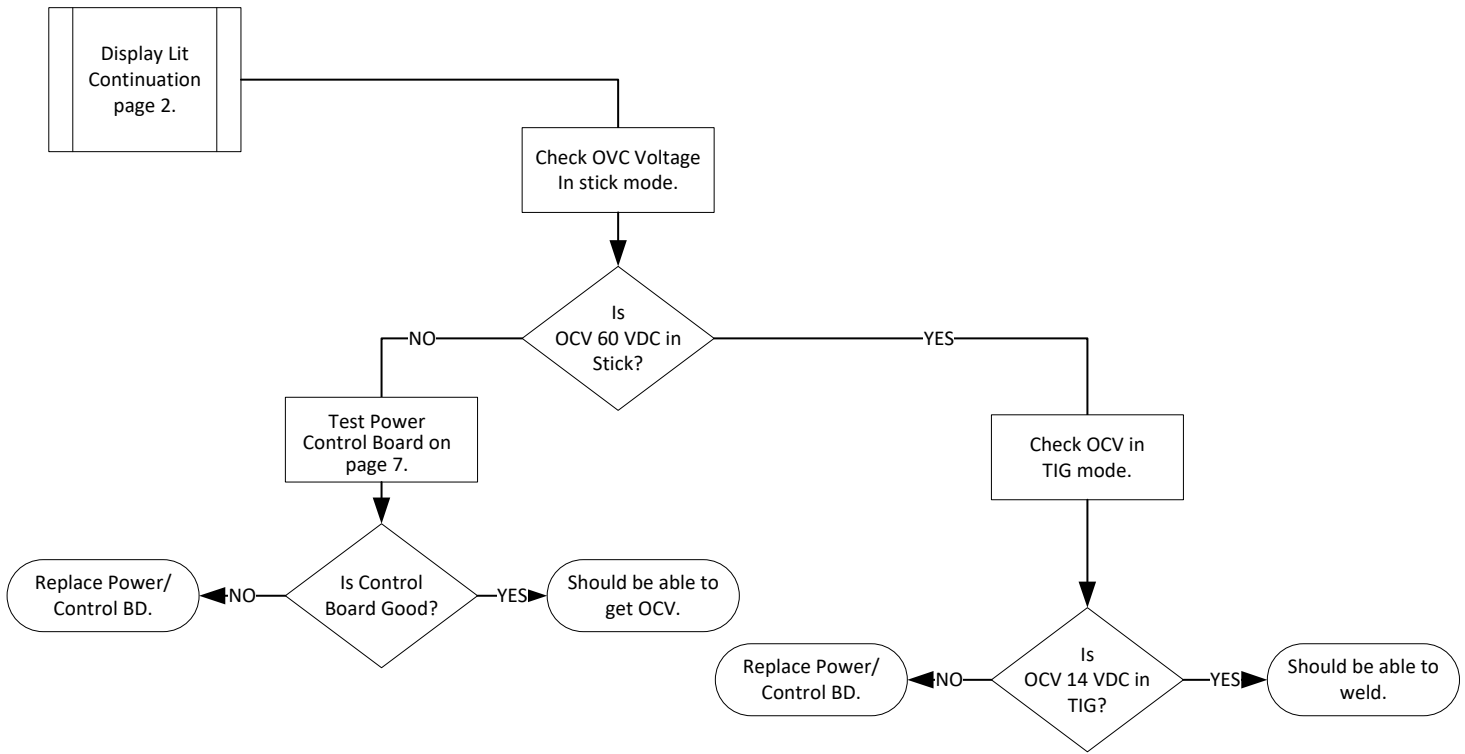 Display Lit
Continuation
page 2.
Check OVC Voltage
In stick mode.
Is
OCV 60 VDC in
Stick?
NO
YES
Test Power
Control Board on
page 7.
Check OCV in
TIG mode.
Is Control
Board Good?
NO
YES
Replace Power/
Control BD.
Should be able to
get OCV.
Is
OCV 14 VDC in
TIG?
NO
YES
Replace Power/
Control BD.
Should be able to
weld.